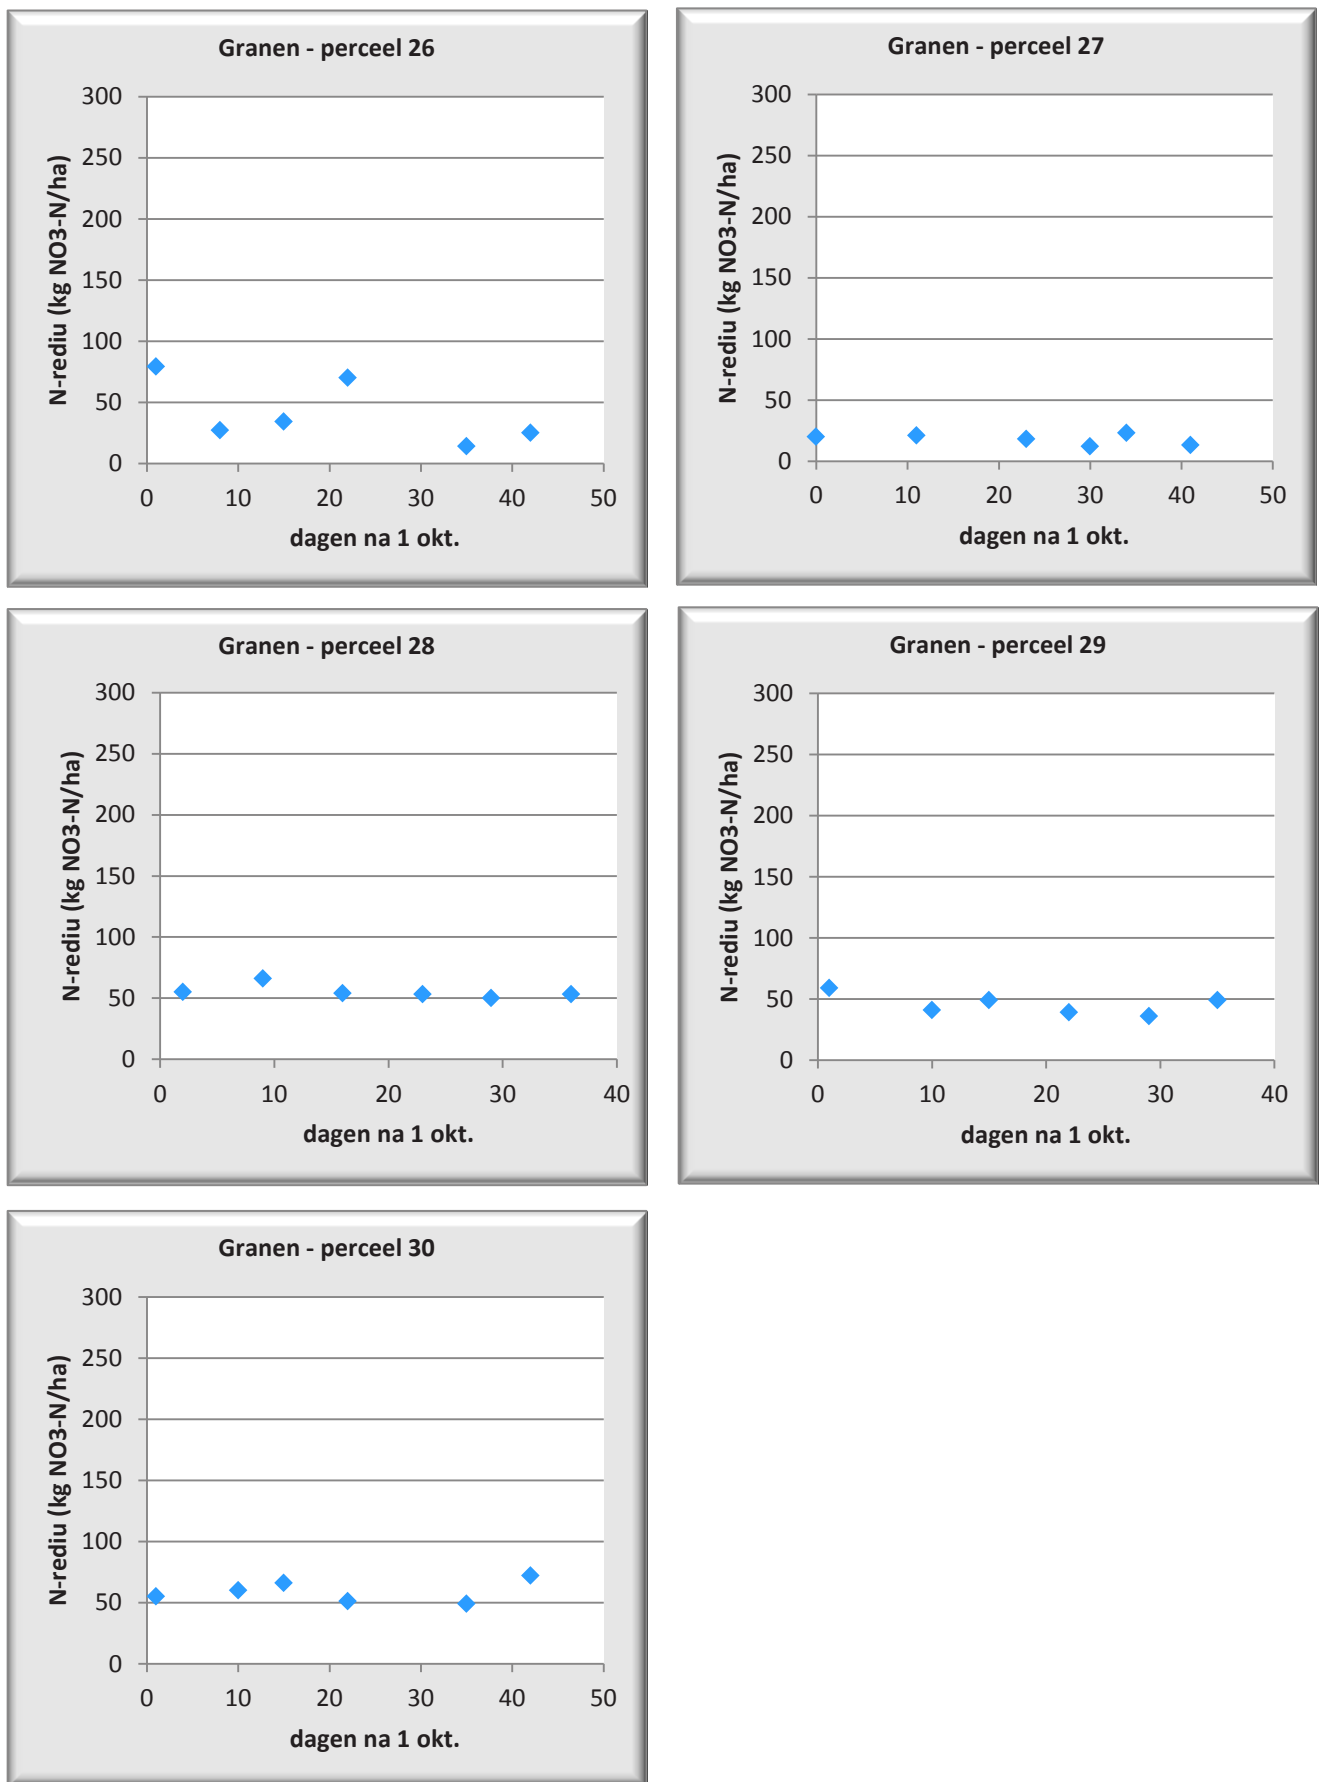 Granen - perceel 26
300
250
200
150
100
50
0
N-rediu (kg NO3-N/ha)
0 10 20 30 40 50
dagen na 1 okt.
Granen - perceel 27
300
250
200
150
100
50
0
N-rediu (kg NO3-N/ha)
0 10 20 30 40 50
dagen na 1 okt.
Granen - perceel 28
300
250
200
150
100
50
0
N-rediu (kg NO3-N/ha)
0 10 20 30 40
dagen na 1 okt.
Granen - perceel 29
300
250
200
150
100
50
0
N-rediu (kg NO3-N/ha)
0 10 20 30 40
dagen na 1 okt.
Granen - perceel 30
300
250
200
150
100
50
0
N-rediu (kg NO3-N/ha)
0 10 20 30 40 50
dagen na 1 okt.